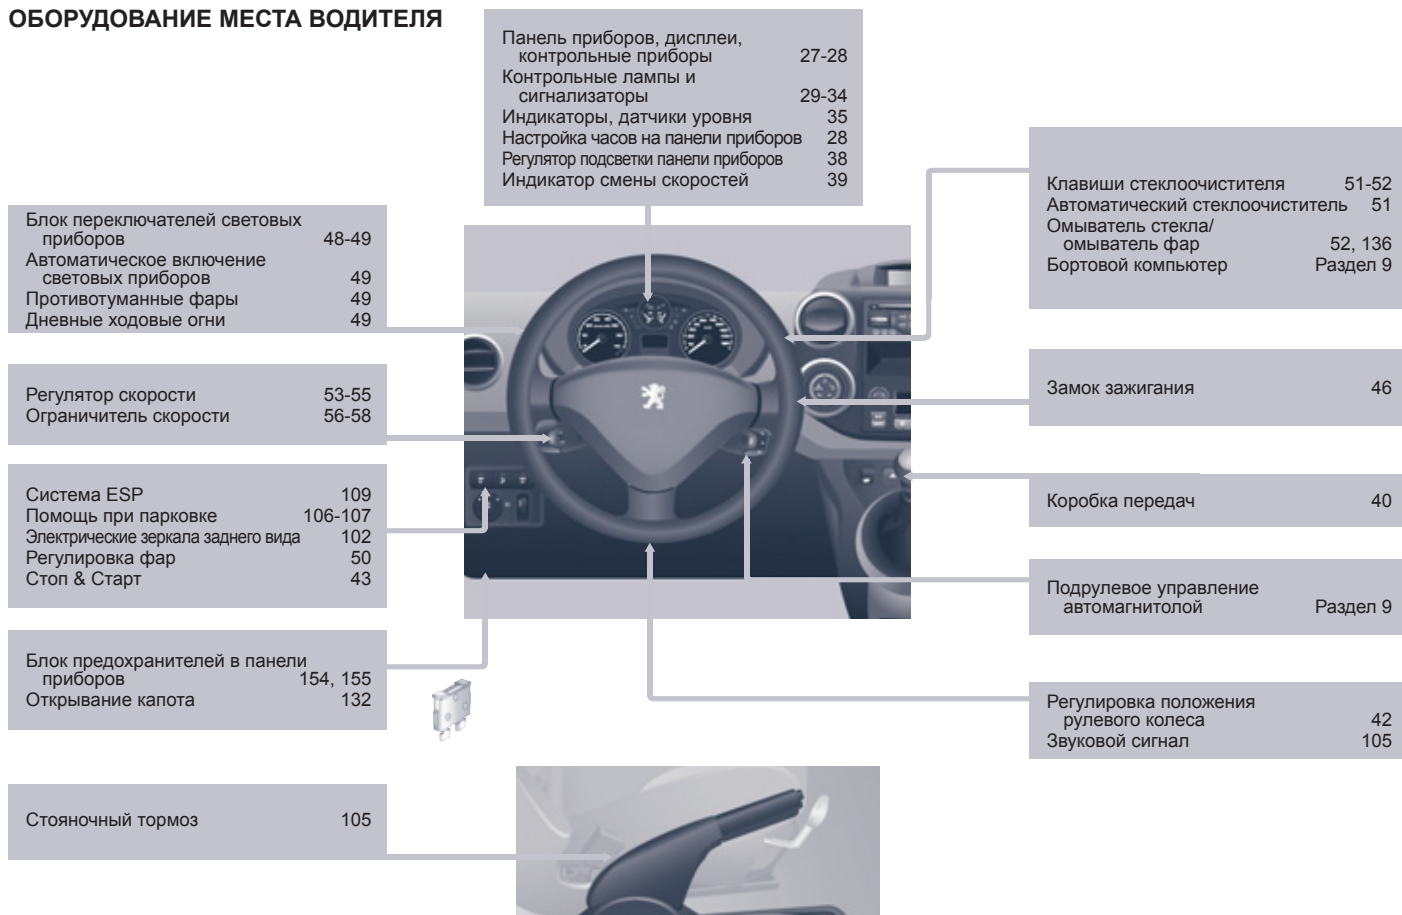 ОБОРУДОВАНИЕ МЕСТА ВОДИТЕЛЯ
Панель приборов, дисплеи,
контрольные приборы 27-28
Контрольные лампы и
сигнализаторы 29-34
Индикаторы, датчики уровня 35
Настройка часов на панели приборов 28
Регулятор подсветки панели приборов 38
Индикатор смены скоростей 39
Блок переключателей световых
приборов 48-49
Автоматическое включение
световых приборов 49
Противотуманные фары 49
Дневные ходовые огни 49
Регулятор скорости 53-55
Ограничитель скорости 56-58
Система ESP 109
Помощь при парковке 106-107
Электрические зеркала заднего вида 102
Регулировка фар 50
Стоп & Старт 43
Блок предохранителей в панели
приборов 154, 155
Открывание капота 132
Стояночный тормоз 105
Клавиши стеклоочистителя 51-52
Автоматический стеклоочиститель 51
Омыватель стекла/
омыватель фар 52, 136
Бортовой компьютер Раздел 9
Замок зажигания 46
Коробка передач 40
Подрулевое управление
автомагнитолой Раздел 9
Регулировка положения
рулевого колеса 42
Звуковой сигнал 105